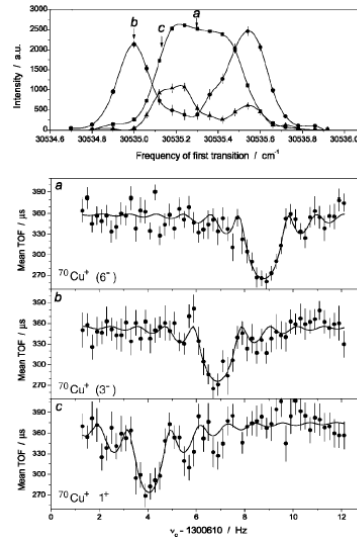 3000
2500
2000
1500
1000
500
0
Intensity / a.u.
b
c
a
30534.6
30534.8
30535.0
30535.2
30535.4
30535.6
30535.8
30536.0
Frequency of first transition / cm⁻¹
a
390
360
330
300
270
Mean TOF / µs
⁷⁰Cu⁺ (6⁻)
b
390
360
330
300
270
Mean TOF / µs
⁷⁰Cu⁺ (3⁻)
c
390
360
330
300
270
Mean TOF / µs
⁷⁰Cu⁺ 1⁺
0
2
4
6
8
10
12
ν꜀ - 1300610 / Hz